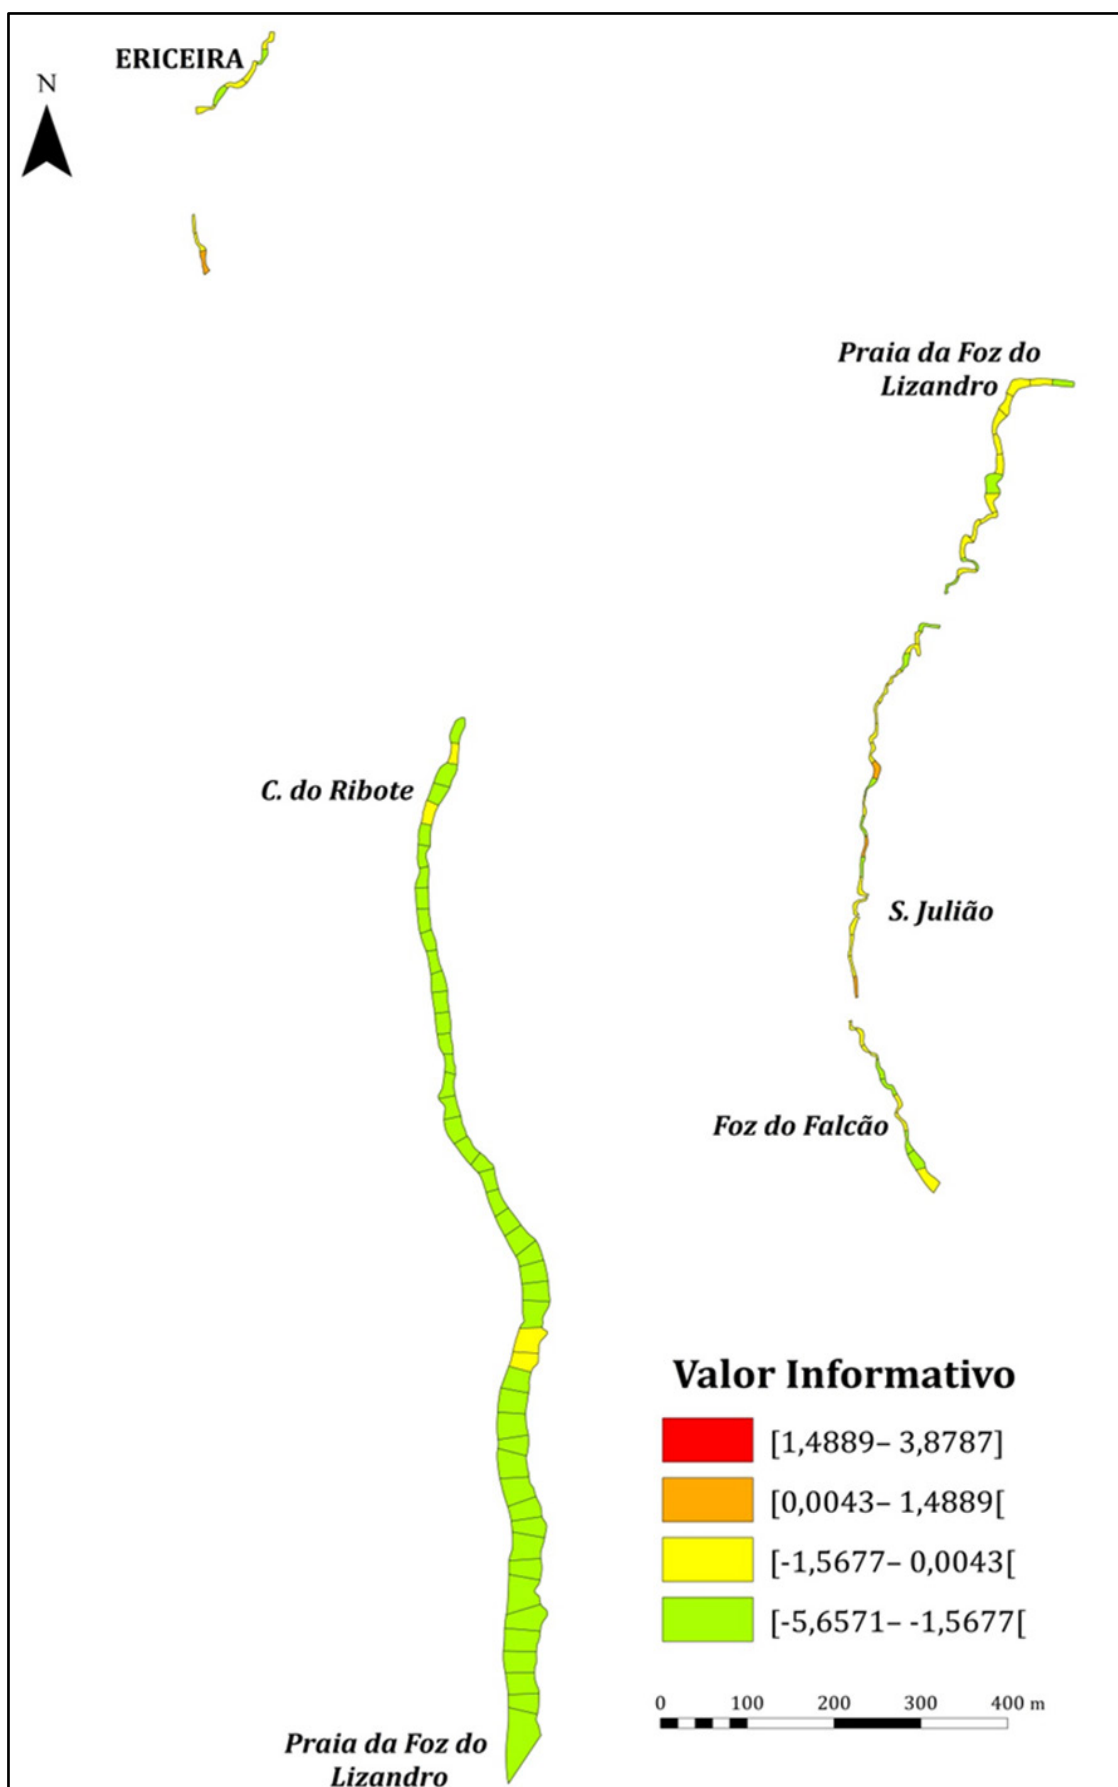 ERICEIRA
N
Praia da Foz do
Lizandro
C. do Ribote
S. Julião
Foz do Falcão
Valor Informativo
[1,4889– 3,8787]
[0,0043– 1,4889[
[-1,5677– 0,0043[
[-5,6571– -1,5677[
0 100 200 300 400 m
Praia da Foz do
Lizandro